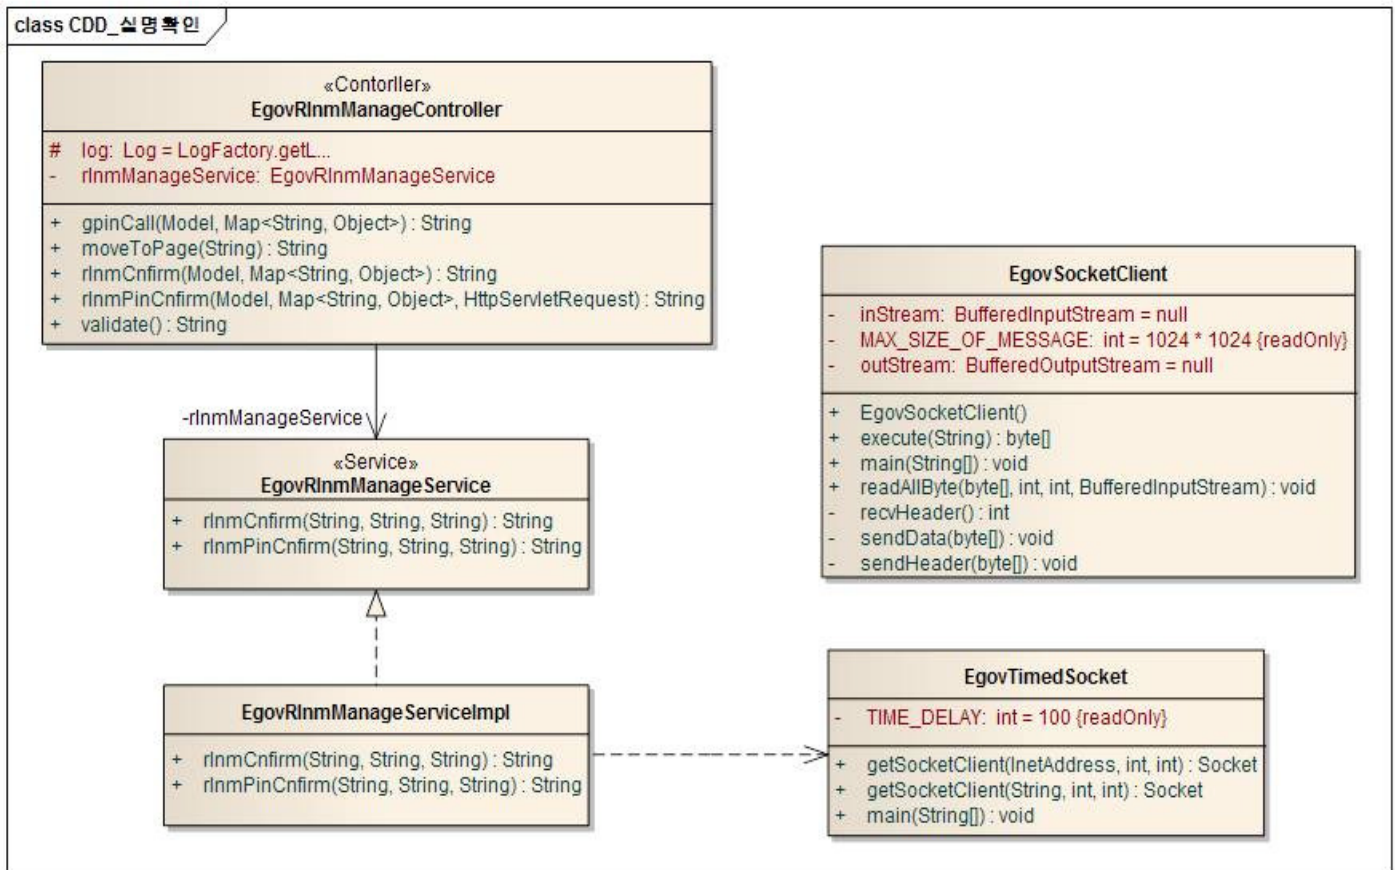 class CDD_실명확인
«Contorller»
EgovRlnmManageController
# log: Log = LogFactory.getL...
- rlnmManageService: EgovRlnmManageService
+ gpinCall(Model, Map<String, Object>) : String
+ moveToPage(String) : String
+ rlnmCnfirm(Model, Map<String, Object>) : String
+ rlnmPinCnfirm(Model, Map<String, Object>, HttpServletRequest) : String
+ validate() : String
-rlnmManageService
«Service»
EgovRlnmManageService
+ rlnmCnfirm(String, String, String) : String
+ rlnmPinCnfirm(String, String, String) : String
EgovRlnmManageServiceImpl
+ rlnmCnfirm(String, String, String) : String
+ rlnmPinCnfirm(String, String, String) : String
EgovSocketClient
- inStream: BufferedInputStream = null
- MAX_SIZE_OF_MESSAGE: int = 1024 * 1024 {readOnly}
- outStream: BufferedOutputStream = null
+ EgovSocketClient()
+ execute(String) : byte[]
+ main(String[]) : void
+ readAllByte(byte[], int, int, BufferedInputStream) : void
- recvHeader() : int
- sendData(byte[]) : void
- sendHeader(byte[]) : void
EgovTimedSocket
- TIME_DELAY: int = 100 {readOnly}
+ getSocketClient(InetAddress, int, int) : Socket
+ getSocketClient(String, int, int) : Socket
+ main(String[]) : void